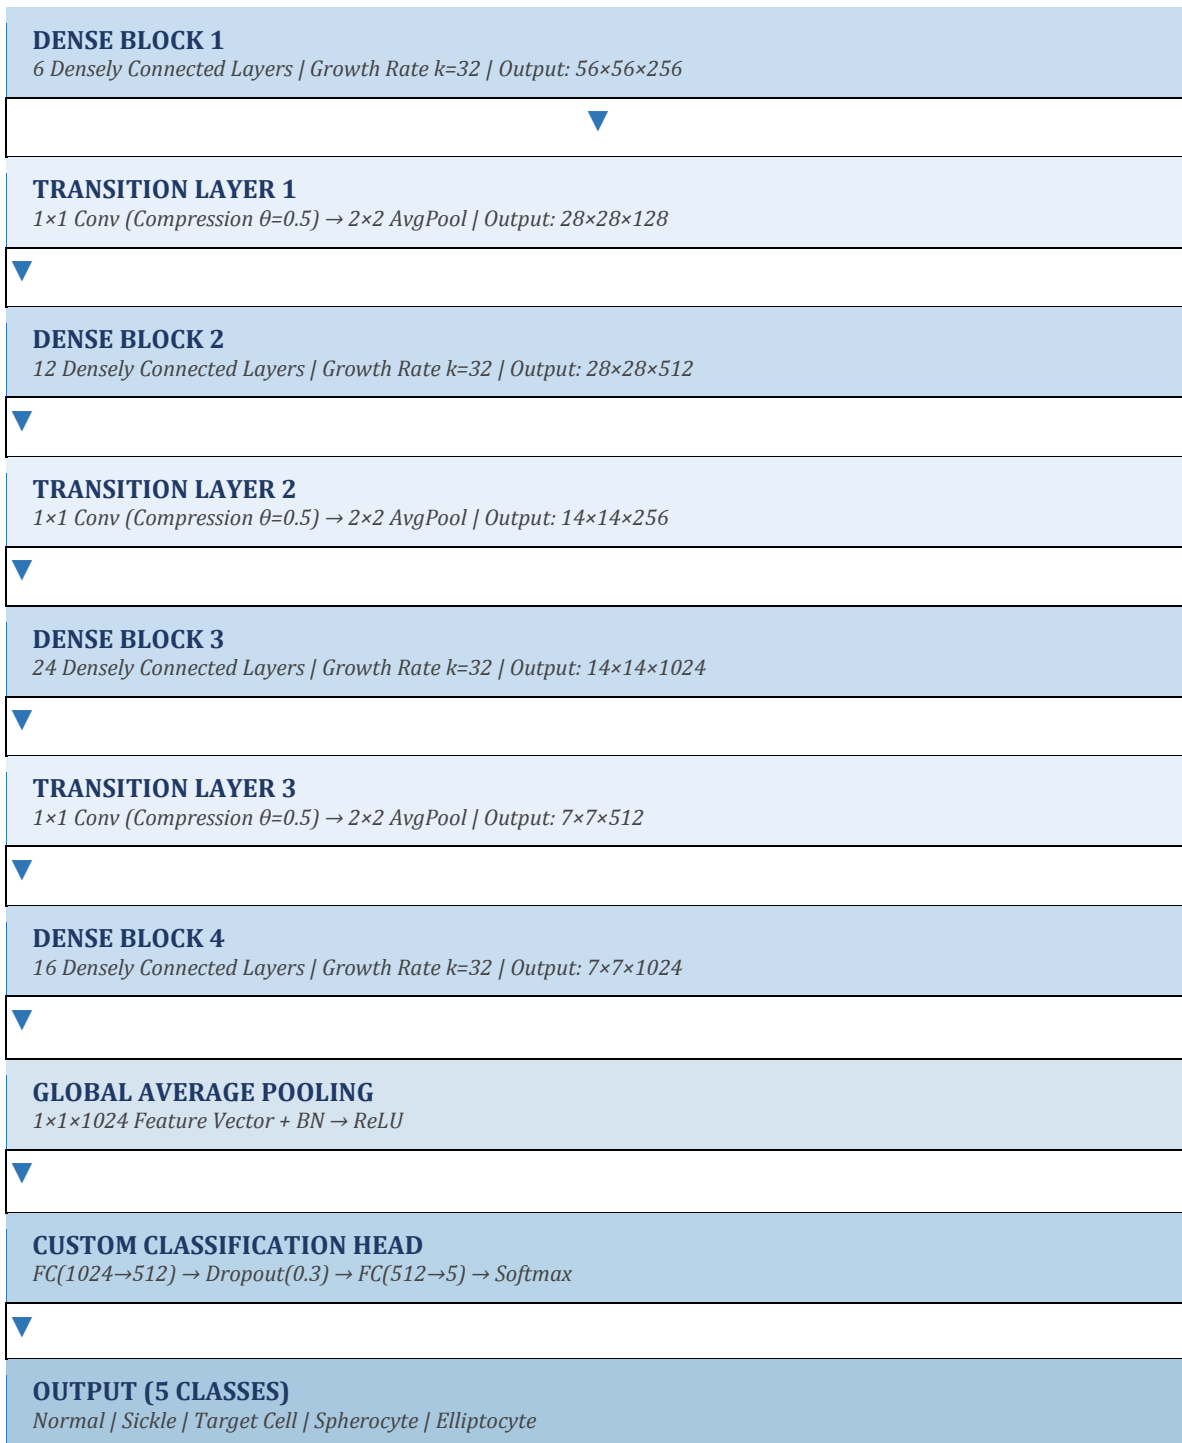 DENSE BLOCK 1
6 Densely Connected Layers | Growth Rate k=32 | Output: 56×56×256
▼
TRANSITION LAYER 1
1×1 Conv (Compression θ=0.5) → 2×2 AvgPool | Output: 28×28×128
▼
DENSE BLOCK 2
12 Densely Connected Layers | Growth Rate k=32 | Output: 28×28×512
▼
TRANSITION LAYER 2
1×1 Conv (Compression θ=0.5) → 2×2 AvgPool | Output: 14×14×256
▼
DENSE BLOCK 3
24 Densely Connected Layers | Growth Rate k=32 | Output: 14×14×1024
▼
TRANSITION LAYER 3
1×1 Conv (Compression θ=0.5) → 2×2 AvgPool | Output: 7×7×512
▼
DENSE BLOCK 4
16 Densely Connected Layers | Growth Rate k=32 | Output: 7×7×1024
▼
GLOBAL AVERAGE POOLING
1×1×1024 Feature Vector + BN → ReLU
▼
CUSTOM CLASSIFICATION HEAD
FC(1024→512) → Dropout(0.3) → FC(512→5) → Softmax
▼
OUTPUT (5 CLASSES)
Normal | Sickle | Target Cell | Spherocyte | Elliptocyte